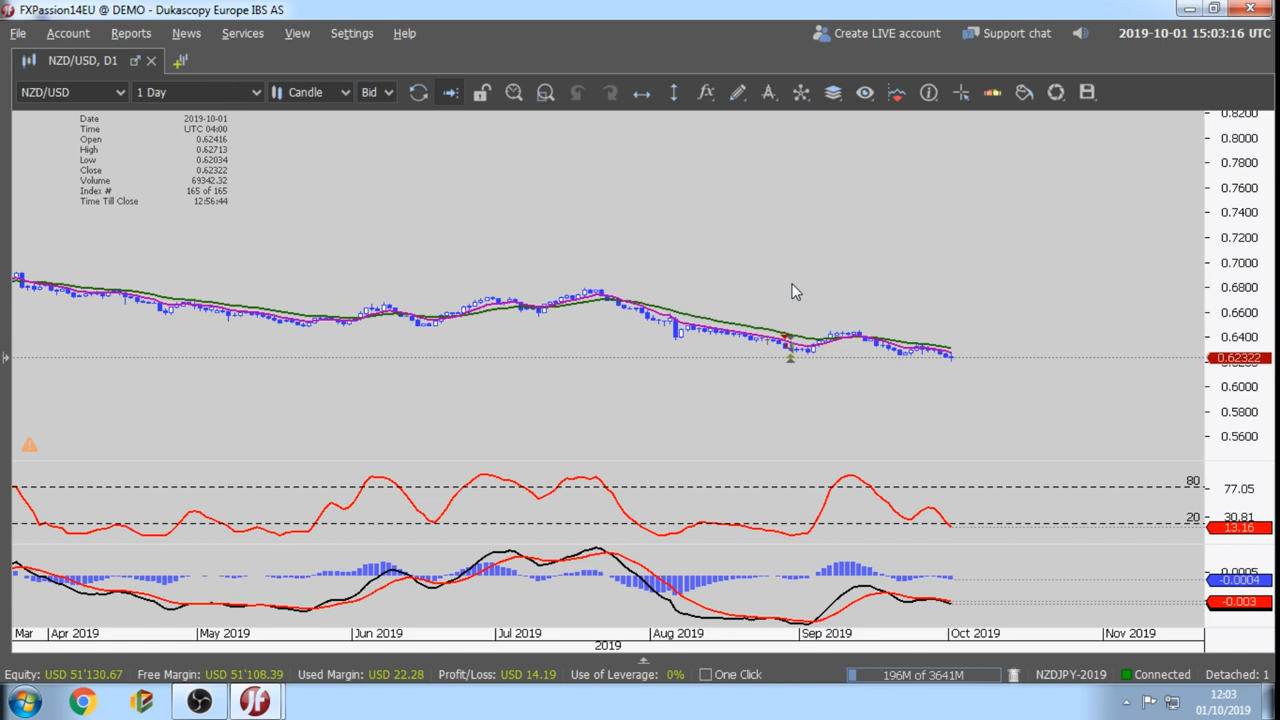 FXPassion14EU @ DEMO - Dukascopy Europe IBS AS
File Account Reports News Services View Settings Help Create LIVE account Support chat 2019-10-01 15:03:16 UTC
NZD/USD, D1
NZD/USD 1 Day Candle Bid
Date 2019-10-01
Time UTC 04:00
Open 0.62416
High 0.62713
Low 0.62034
Close 0.62322
Volume 69342.32
Index # 165 of 165
Time Till Close 12:56:44
0.8200
0.8000
0.7800
0.7600
0.7400
0.7200
0.7000
0.6800
0.6600
0.6400
0.62322
0.6000
0.5800
0.5600
80
77.05
20
30.81
13.16
0.0005
-0.0004
-0.003
Mar Apr 2019 May 2019 Jun 2019 Jul 2019 Aug 2019 Sep 2019 Oct 2019 Nov 2019
2019
Equity: USD 51'130.67 Free Margin: USD 51'108.39 Used Margin: USD 22.28 Profit/Loss: USD 14.19 Use of Leverage: 0% One Click 196M of 3641M NZDJPY-2019 Connected Detached: 1
12:03
01/10/2019